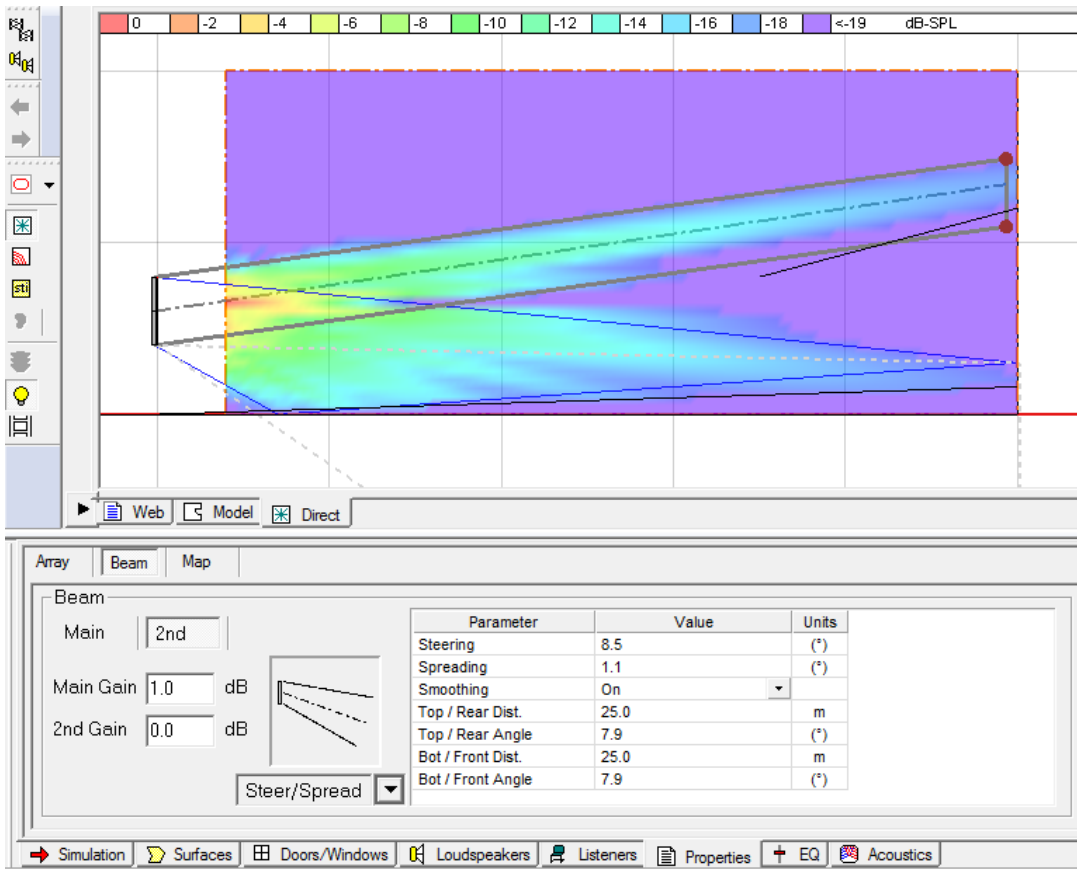 0 -2 -4 -6 -8 -10 -12 -14 -16 -18 <-19 dB-SPL
sti
Web Model Direct
Array Beam Map
Beam
Main 2nd
Main Gain 1.0 dB
2nd Gain 0.0 dB
Steer/Spread
Parameter Value Units
Steering 8.5 (°)
Spreading 1.1 (°)
Smoothing On
Top / Rear Dist. 25.0 m
Top / Rear Angle 7.9 (°)
Bot / Front Dist. 25.0 m
Bot / Front Angle 7.9 (°)
Simulation Surfaces Doors/Windows Loudspeakers Listeners Properties EQ Acoustics